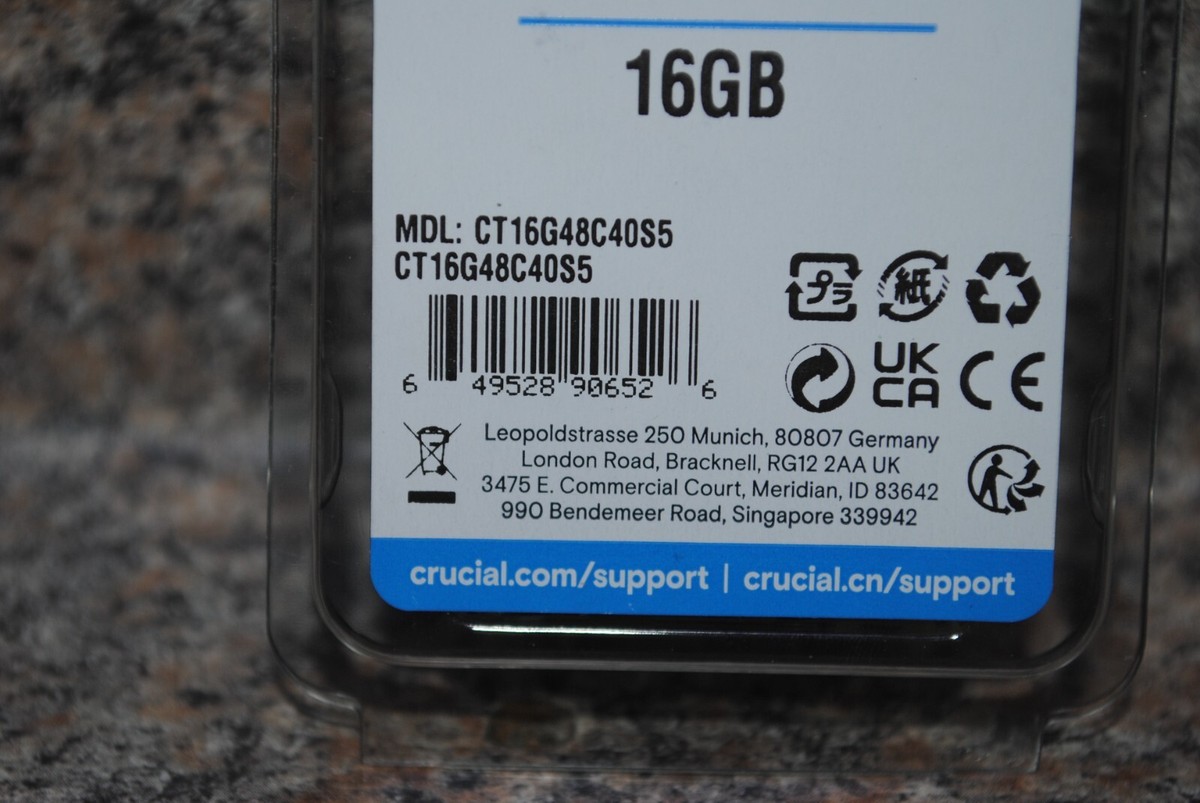 16GB
MDL: CT16G48C40S5
CT16G48C40S5
6 49528 90652 6
プラ
紙
UK
CA
CE
Leopoldstrasse 250 Munich, 80807 Germany
London Road, Bracknell, RG12 2AA UK
3475 E. Commercial Court, Meridian, ID 83642
990 Bendemeer Road, Singapore 339942
crucial.com/support | crucial.cn/support